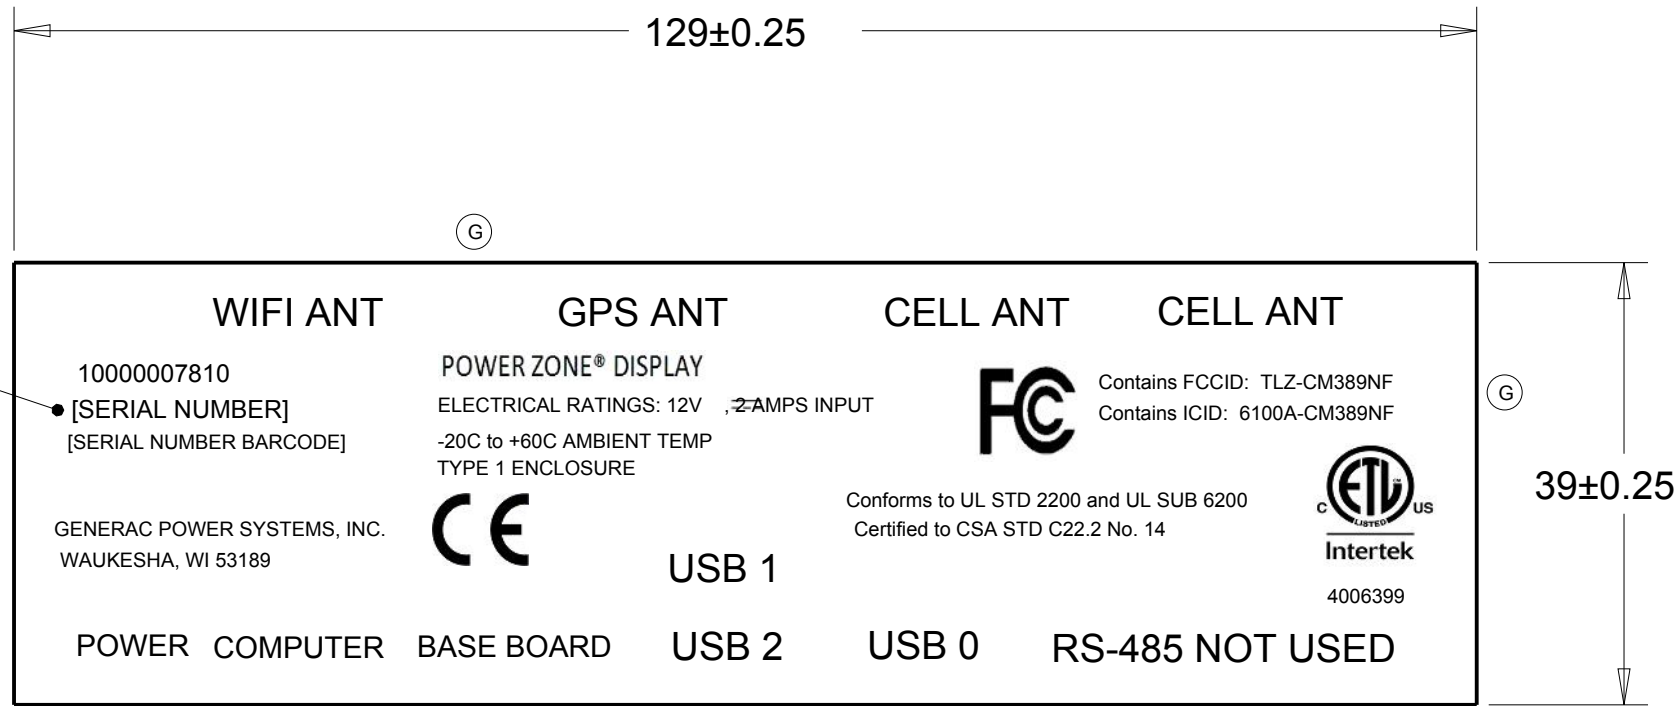 129±0.25
G
WIFI ANT GPS ANT CELL ANT CELL ANT
10000007810
[SERIAL NUMBER]
[SERIAL NUMBER BARCODE]
POWER ZONE® DISPLAY
ELECTRICAL RATINGS: 12V , 2 AMPS INPUT
-20C to +60C AMBIENT TEMP
TYPE 1 ENCLOSURE
FC
Contains FCCID: TLZ-CM389NF
Contains ICID: 6100A-CM389NF
G
39±0.25
GENERAC POWER SYSTEMS, INC.
WAUKESHA, WI 53189
CE
Conforms to UL STD 2200 and UL SUB 6200
Certified to CSA STD C22.2 No. 14
C ETL CM US
LISTED
Intertek
4006399
USB 1
POWER COMPUTER BASE BOARD USB 2 USB 0 RS-485 NOT USED